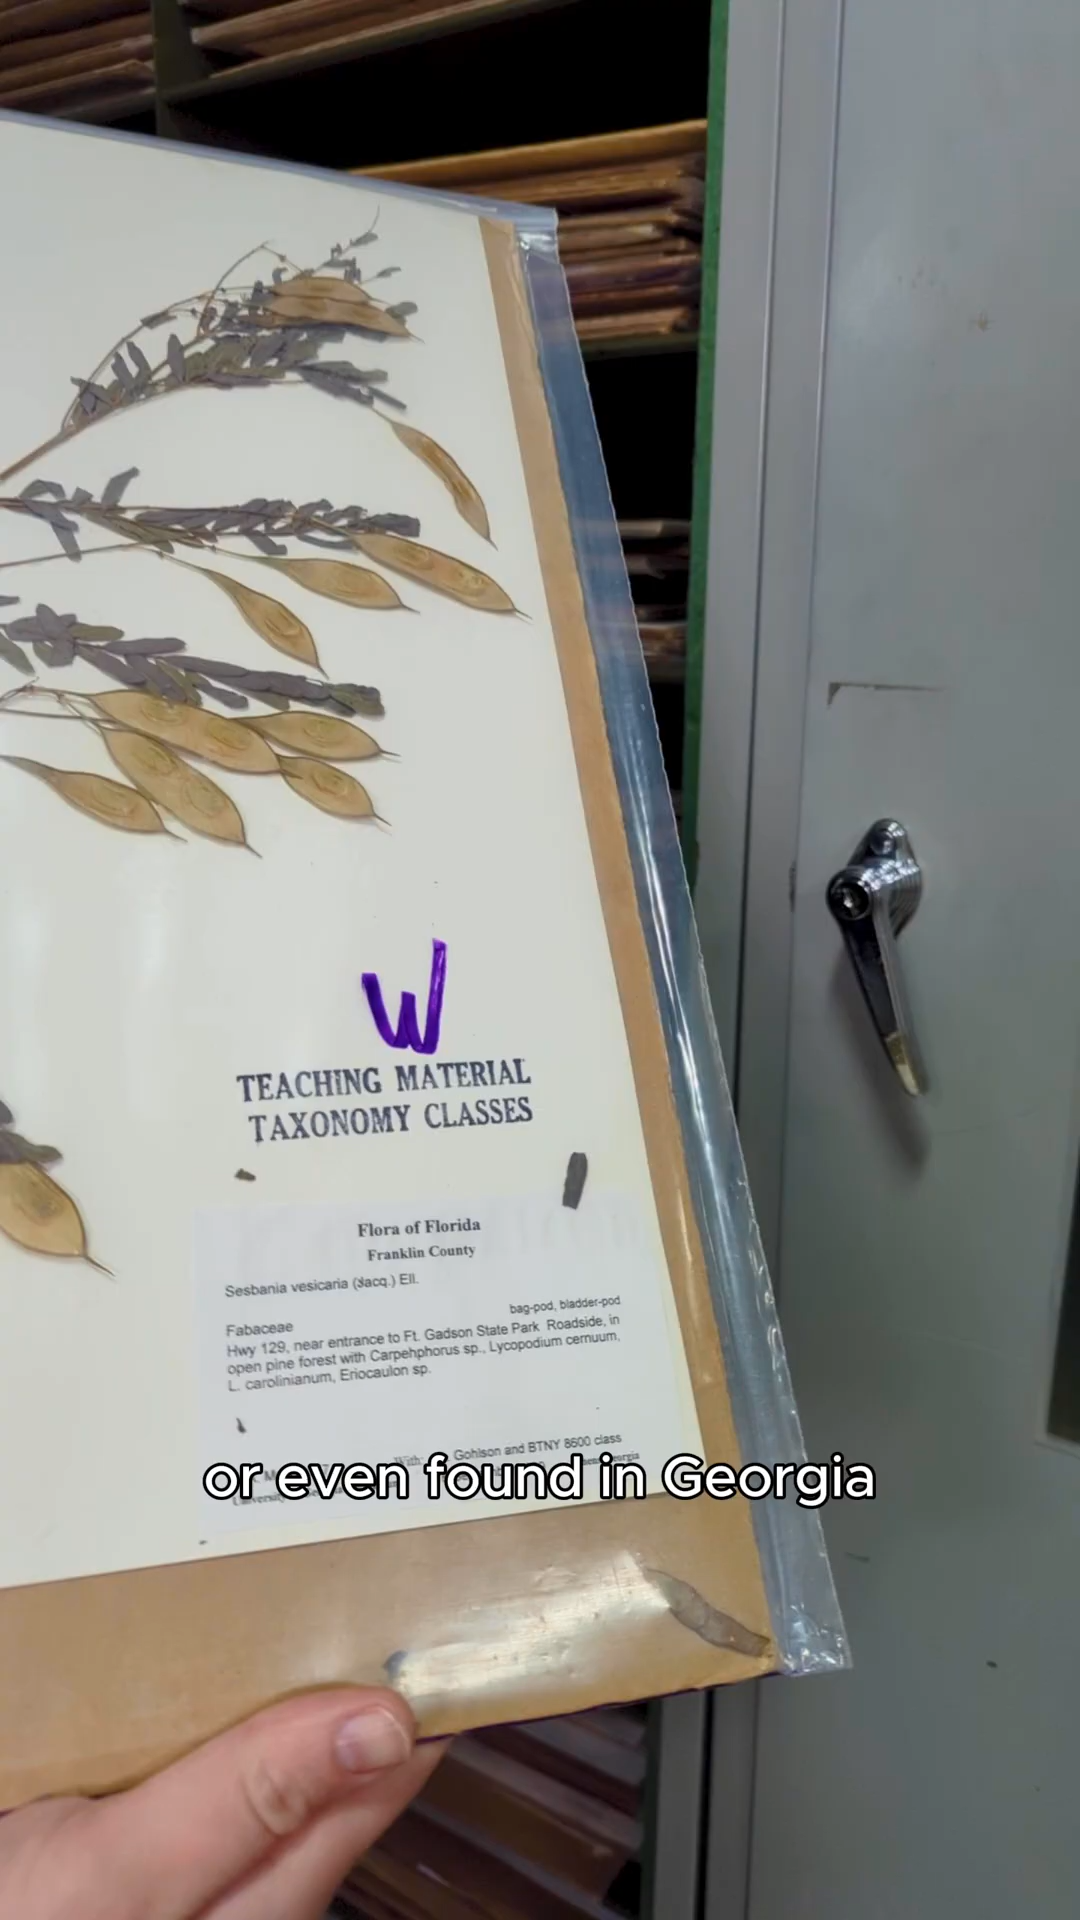 W
TEACHING MATERIAL
TAXONOMY CLASSES
Flora of Florida
Franklin County
Sesbania vesicaria (Jacq.) Ell.
bag-pod, bladder-pod
Fabaceae
Hwy 129, near entrance to Ft. Gadson State Park Roadside, in
open pine forest with Carpehphorus sp., Lycopodium cernuum,
L. carolinianum, Eriocaulon sp.
With: Gohlson and BTNY 8600 class
University
or even found in Georgia